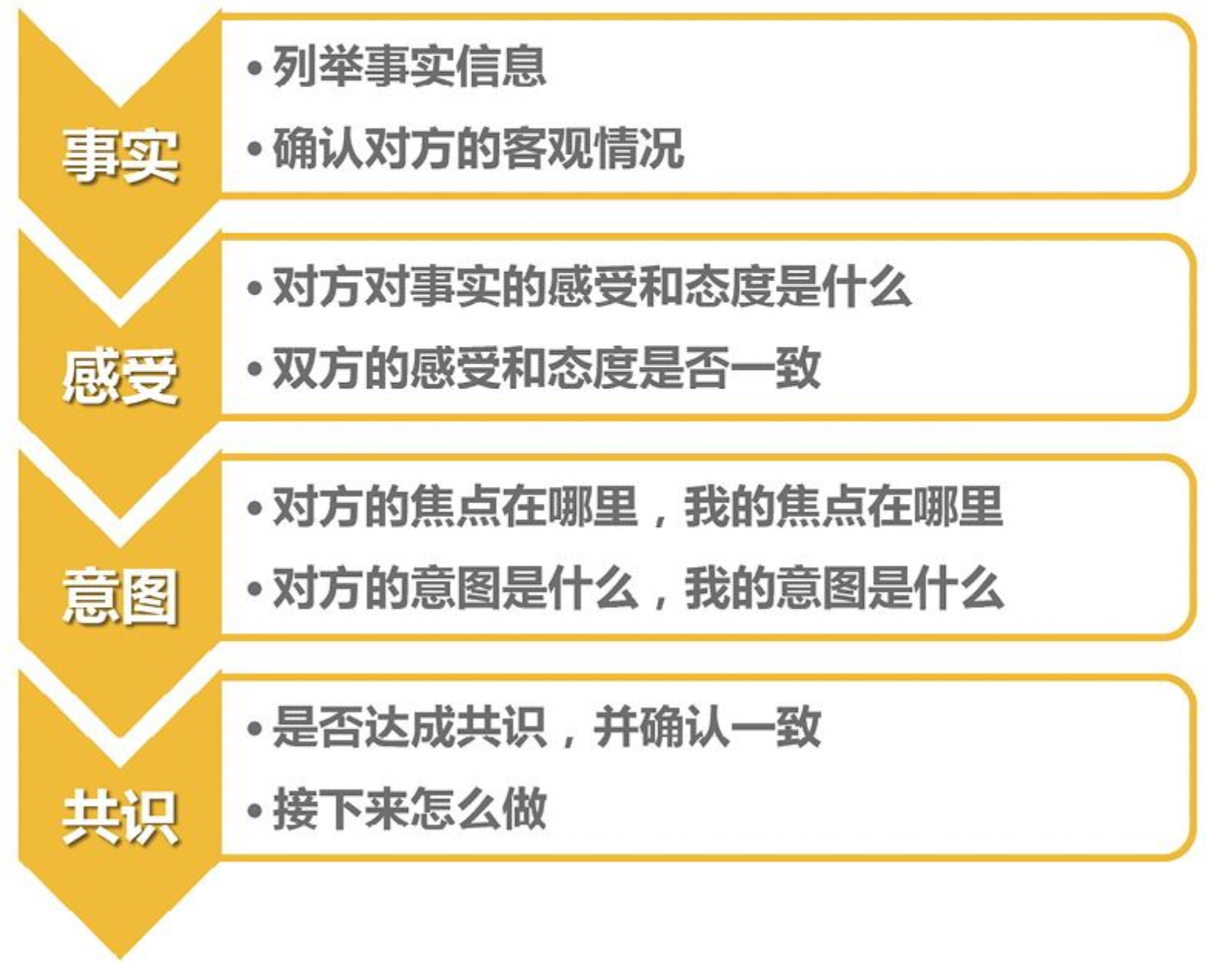 事实
• 列举事实信息
• 确认对方的客观情况
感受
• 对方对事实的感受和态度是什么
• 双方的感受和态度是否一致
意图
• 对方的焦点在哪里，我的焦点在哪里
• 对方的意图是什么，我的意图是什么
共识
• 是否达成共识，并确认一致
• 接下来怎么做